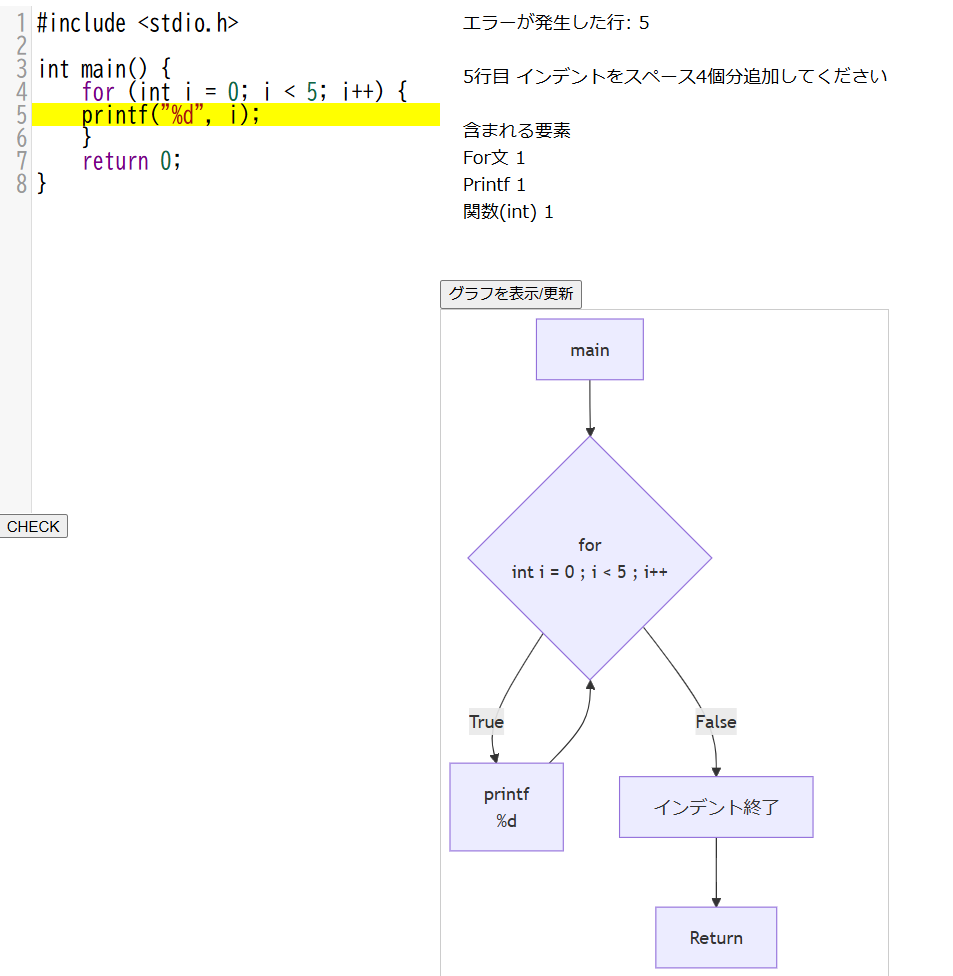 1 #include <stdio.h>
2
3 int main() {
4     for (int i = 0; i < 5; i++) {
5     printf("%d", i);
6     }
7     return 0;
8 }
CHECK
エラーが発生した行: 5
5行目 インデントをスペース4個分追加してください
含まれる要素
For文 1
Printf 1
関数(int) 1
グラフを表示/更新
main
for
int i = 0 ; i < 5 ; i++
True
False
printf
%d
インデント終了
Return